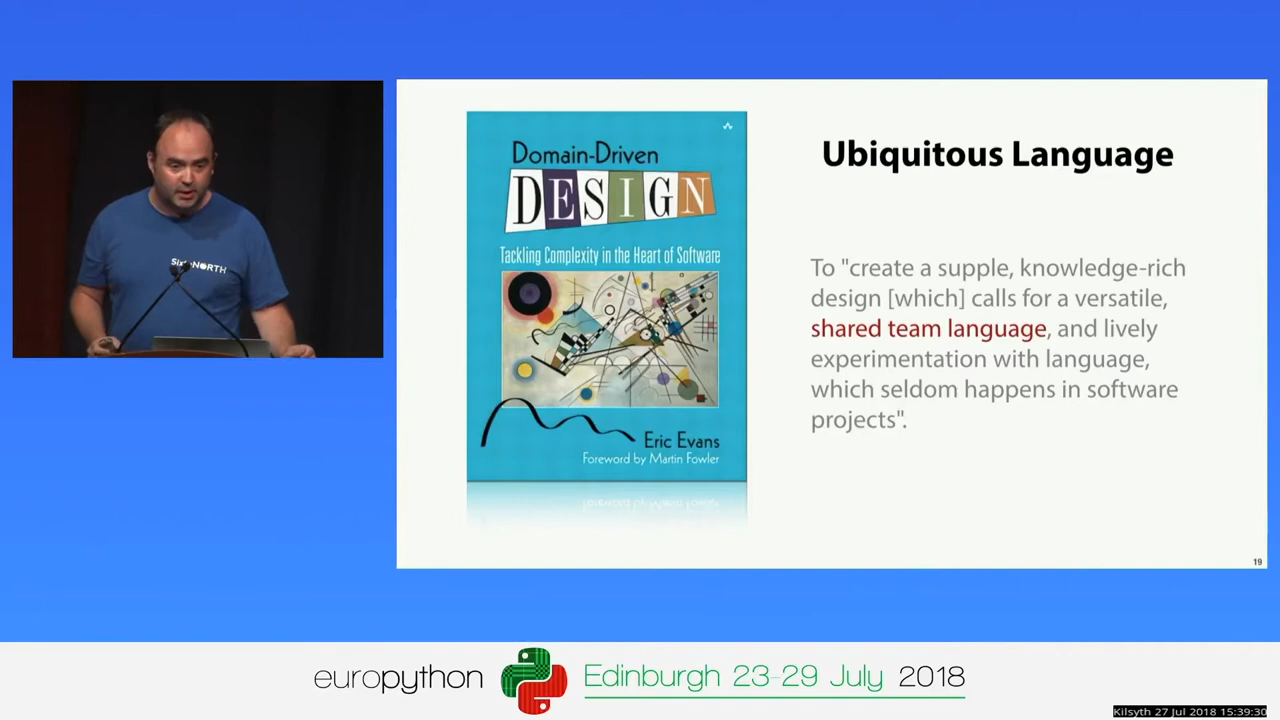 SixtyNORTH
Domain-Driven
DESIGN
Tackling Complexity in the Heart of Software
Eric Evans
Foreword by Martin Fowler
Ubiquitous Language
To "create a supple, knowledge-rich
design [which] calls for a versatile,
shared team language, and lively
experimentation with language,
which seldom happens in software
projects".
19
europython
Edinburgh 23-29 July 2018
Kilsyth 27 Jul 2018 15:39:30